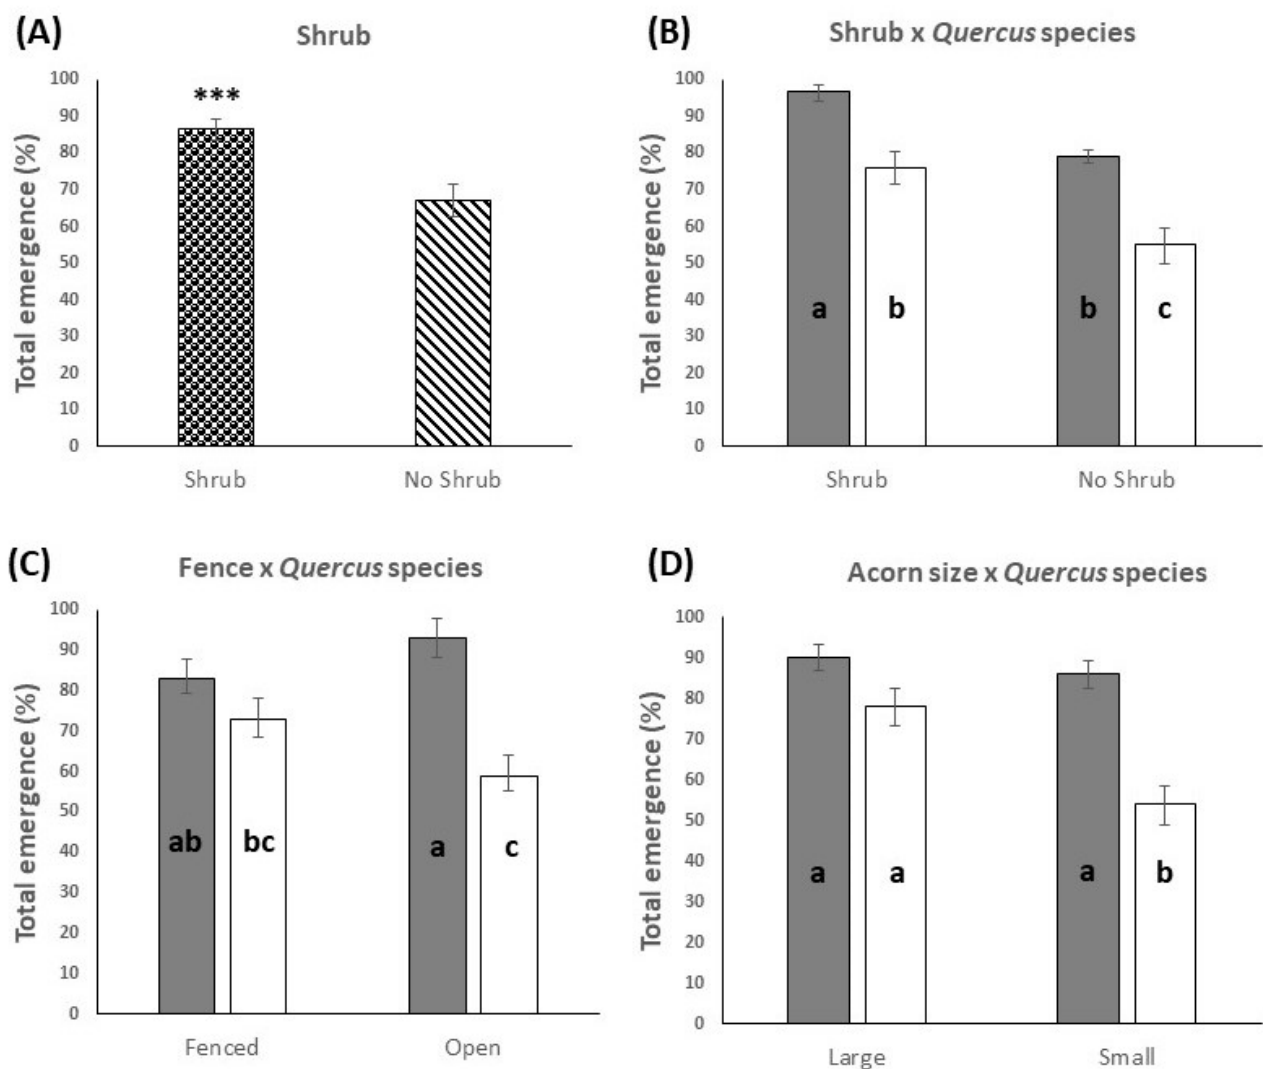 (A)
Shrub
Total emergence (%)
100
90
80
70
60
50
40
30
20
10
0
***
Shrub No Shrub
(B)
Shrub x Quercus species
Total emergence (%)
100
90
80
70
60
50
40
30
20
10
0
a b b c
Shrub No Shrub
(C)
Fence x Quercus species
Total emergence (%)
100
90
80
70
60
50
40
30
20
10
0
ab bc a c
Fenced Open
(D)
Acorn size x Quercus species
Total emergence (%)
100
90
80
70
60
50
40
30
20
10
0
a a a b
Large Small